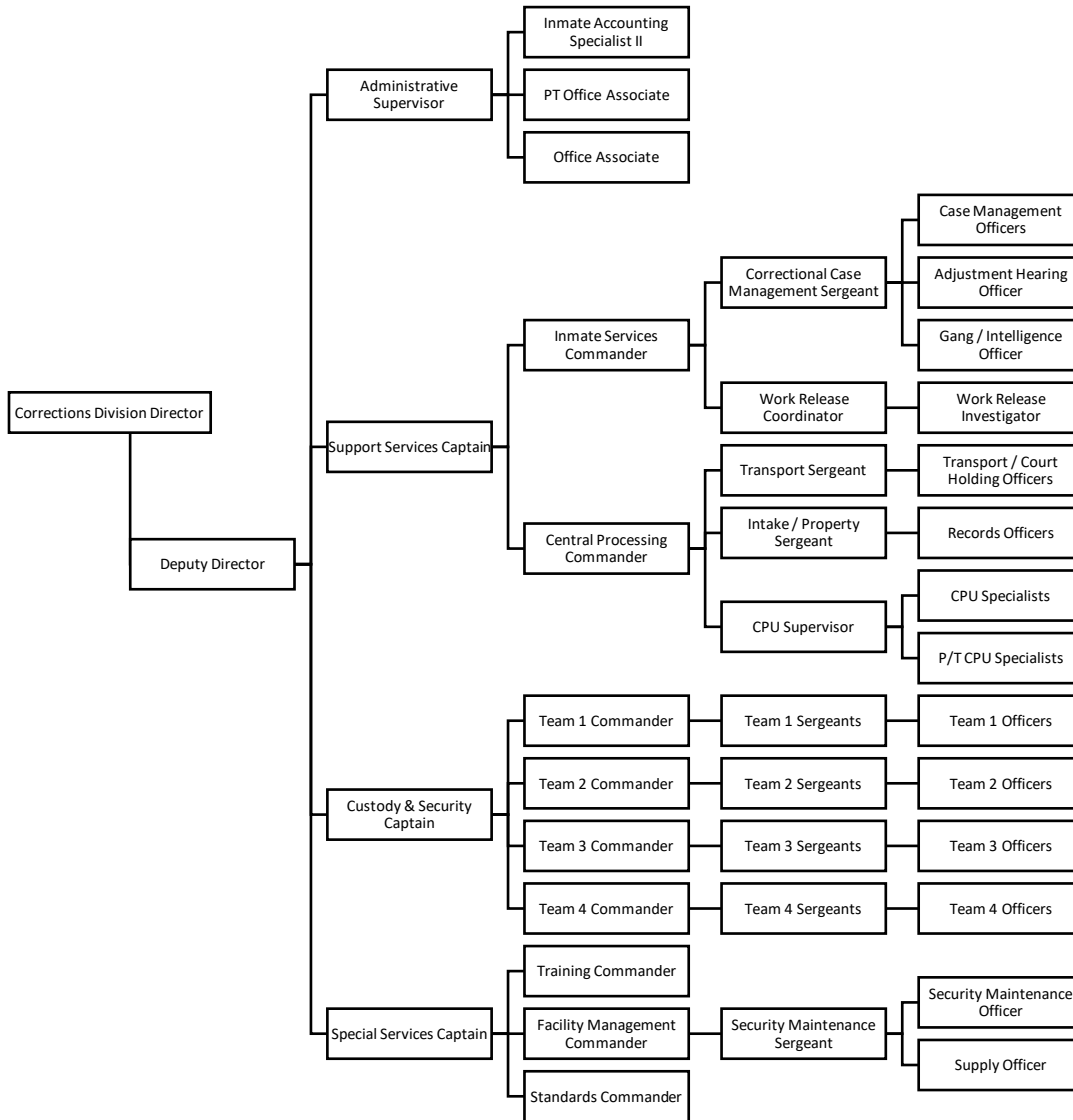 Inmate Accounting
Specialist II
Administrative
Supervisor
PT Office Associate
Office Associate
Case Management
Officers
Correctional Case
Management Sergeant
Adjustment Hearing
Officer
Inmate Services
Commander
Gang / Intelligence
Officer
Corrections Division Director
Work Release
Coordinator
Work Release
Investigator
Support Services Captain
Transport Sergeant
Transport / Court
Holding Officers
Central Processing
Commander
Intake / Property
Sergeant
Records Officers
Deputy Director
CPU Specialists
CPU Supervisor
P/T CPU Specialists
Team 1 Commander
Team 1 Sergeants
Team 1 Officers
Team 2 Commander
Team 2 Sergeants
Team 2 Officers
Custody & Security
Captain
Team 3 Commander
Team 3 Sergeants
Team 3 Officers
Team 4 Commander
Team 4 Sergeants
Team 4 Officers
Training Commander
Security Maintenance
Officer
Special Services Captain
Facility Management
Commander
Security Maintenance
Sergeant
Supply Officer
Standards Commander